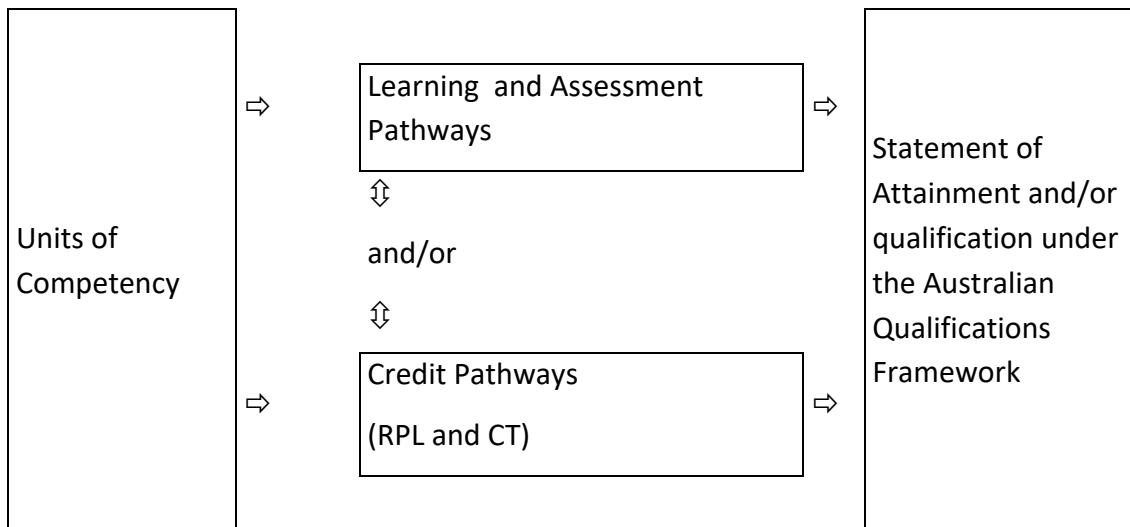 Units of
Competency
⇨
Learning and Assessment
Pathways
⇨
⇳
and/or
⇳
⇨
Credit Pathways
(RPL and CT)
⇨
Statement of
Attainment and/or
qualification under
the Australian
Qualifications
Framework